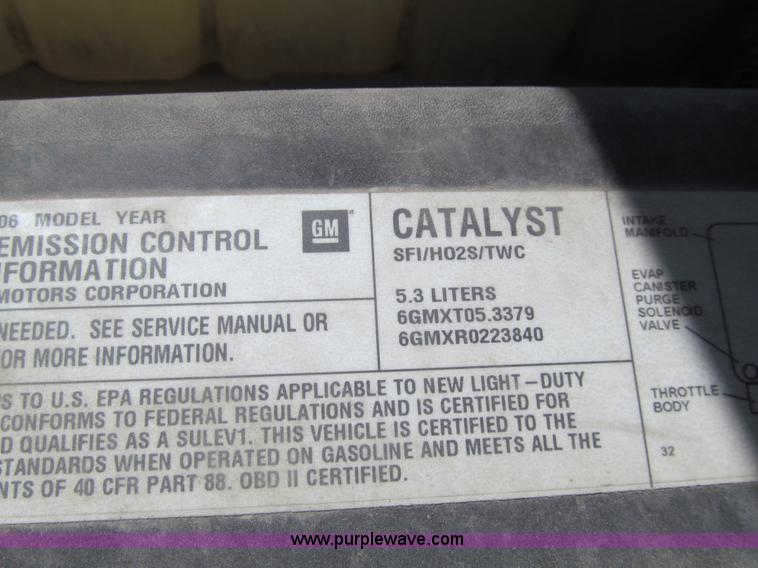 06 MODEL YEAR
EMISSION CONTROL
NFORMATION
MOTORS CORPORATION
GM
NEEDED. SEE SERVICE MANUAL OR
OR MORE INFORMATION.
CATALYST
SFI/HO2S/TWC
5.3 LITERS
6GMXT05.3379
6GMXR0223840
S TO U.S. EPA REGULATIONS APPLICABLE TO NEW LIGHT-DUTY
CONFORMS TO FEDERAL REGULATIONS AND IS CERTIFIED FOR
D QUALIFIES AS A SULEV1. THIS VEHICLE IS CERTIFIED TO THE
STANDARDS WHEN OPERATED ON GASOLINE AND MEETS ALL THE
NTS OF 40 CFR PART 88. OBD II CERTIFIED.
INTAKE
MANIFOLD
EVAP
CANISTER
PURGE
SOLENOID
VALVE
THROTTLE
BODY
32
www.purplewave.com